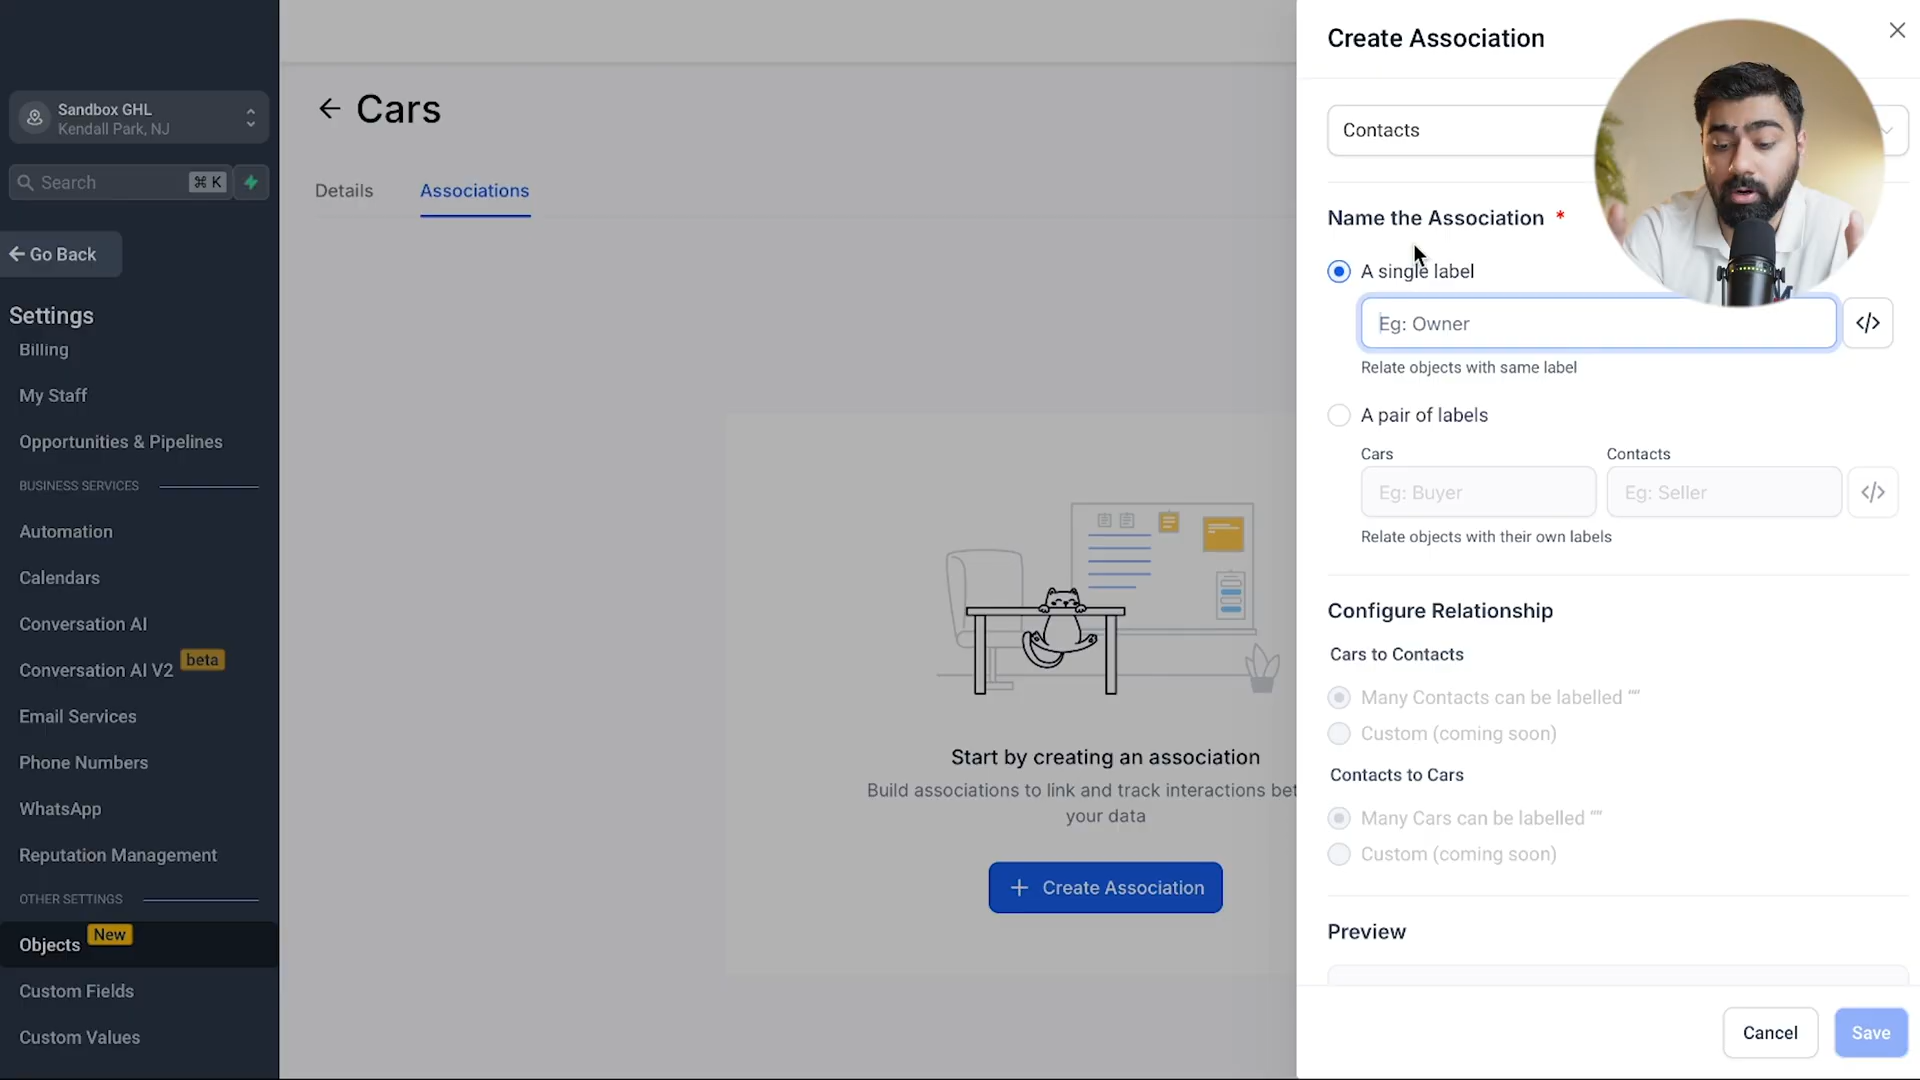 Sandbox GHL
Kendall Park, NJ
Search
⌘ K
Go Back
Settings
Billing
My Staff
Opportunities & Pipelines
BUSINESS SERVICES
Automation
Calendars
Conversation AI
Conversation AI V2 beta
Email Services
Phone Numbers
WhatsApp
Reputation Management
OTHER SETTINGS
Objects New
Custom Fields
Custom Values
Cars
Details
Associations
Start by creating an association
Build associations to link and track interactions bet
your data
+ Create Association
Create Association
Contacts
Name the Association *
A single label
Eg: Owner
</>
Relate objects with same label
A pair of labels
Cars
Contacts
Eg: Buyer
Eg: Seller
</>
Relate objects with their own labels
Configure Relationship
Cars to Contacts
Many Contacts can be labelled “”
Custom (coming soon)
Contacts to Cars
Many Cars can be labelled “”
Custom (coming soon)
Preview
Cancel
Save